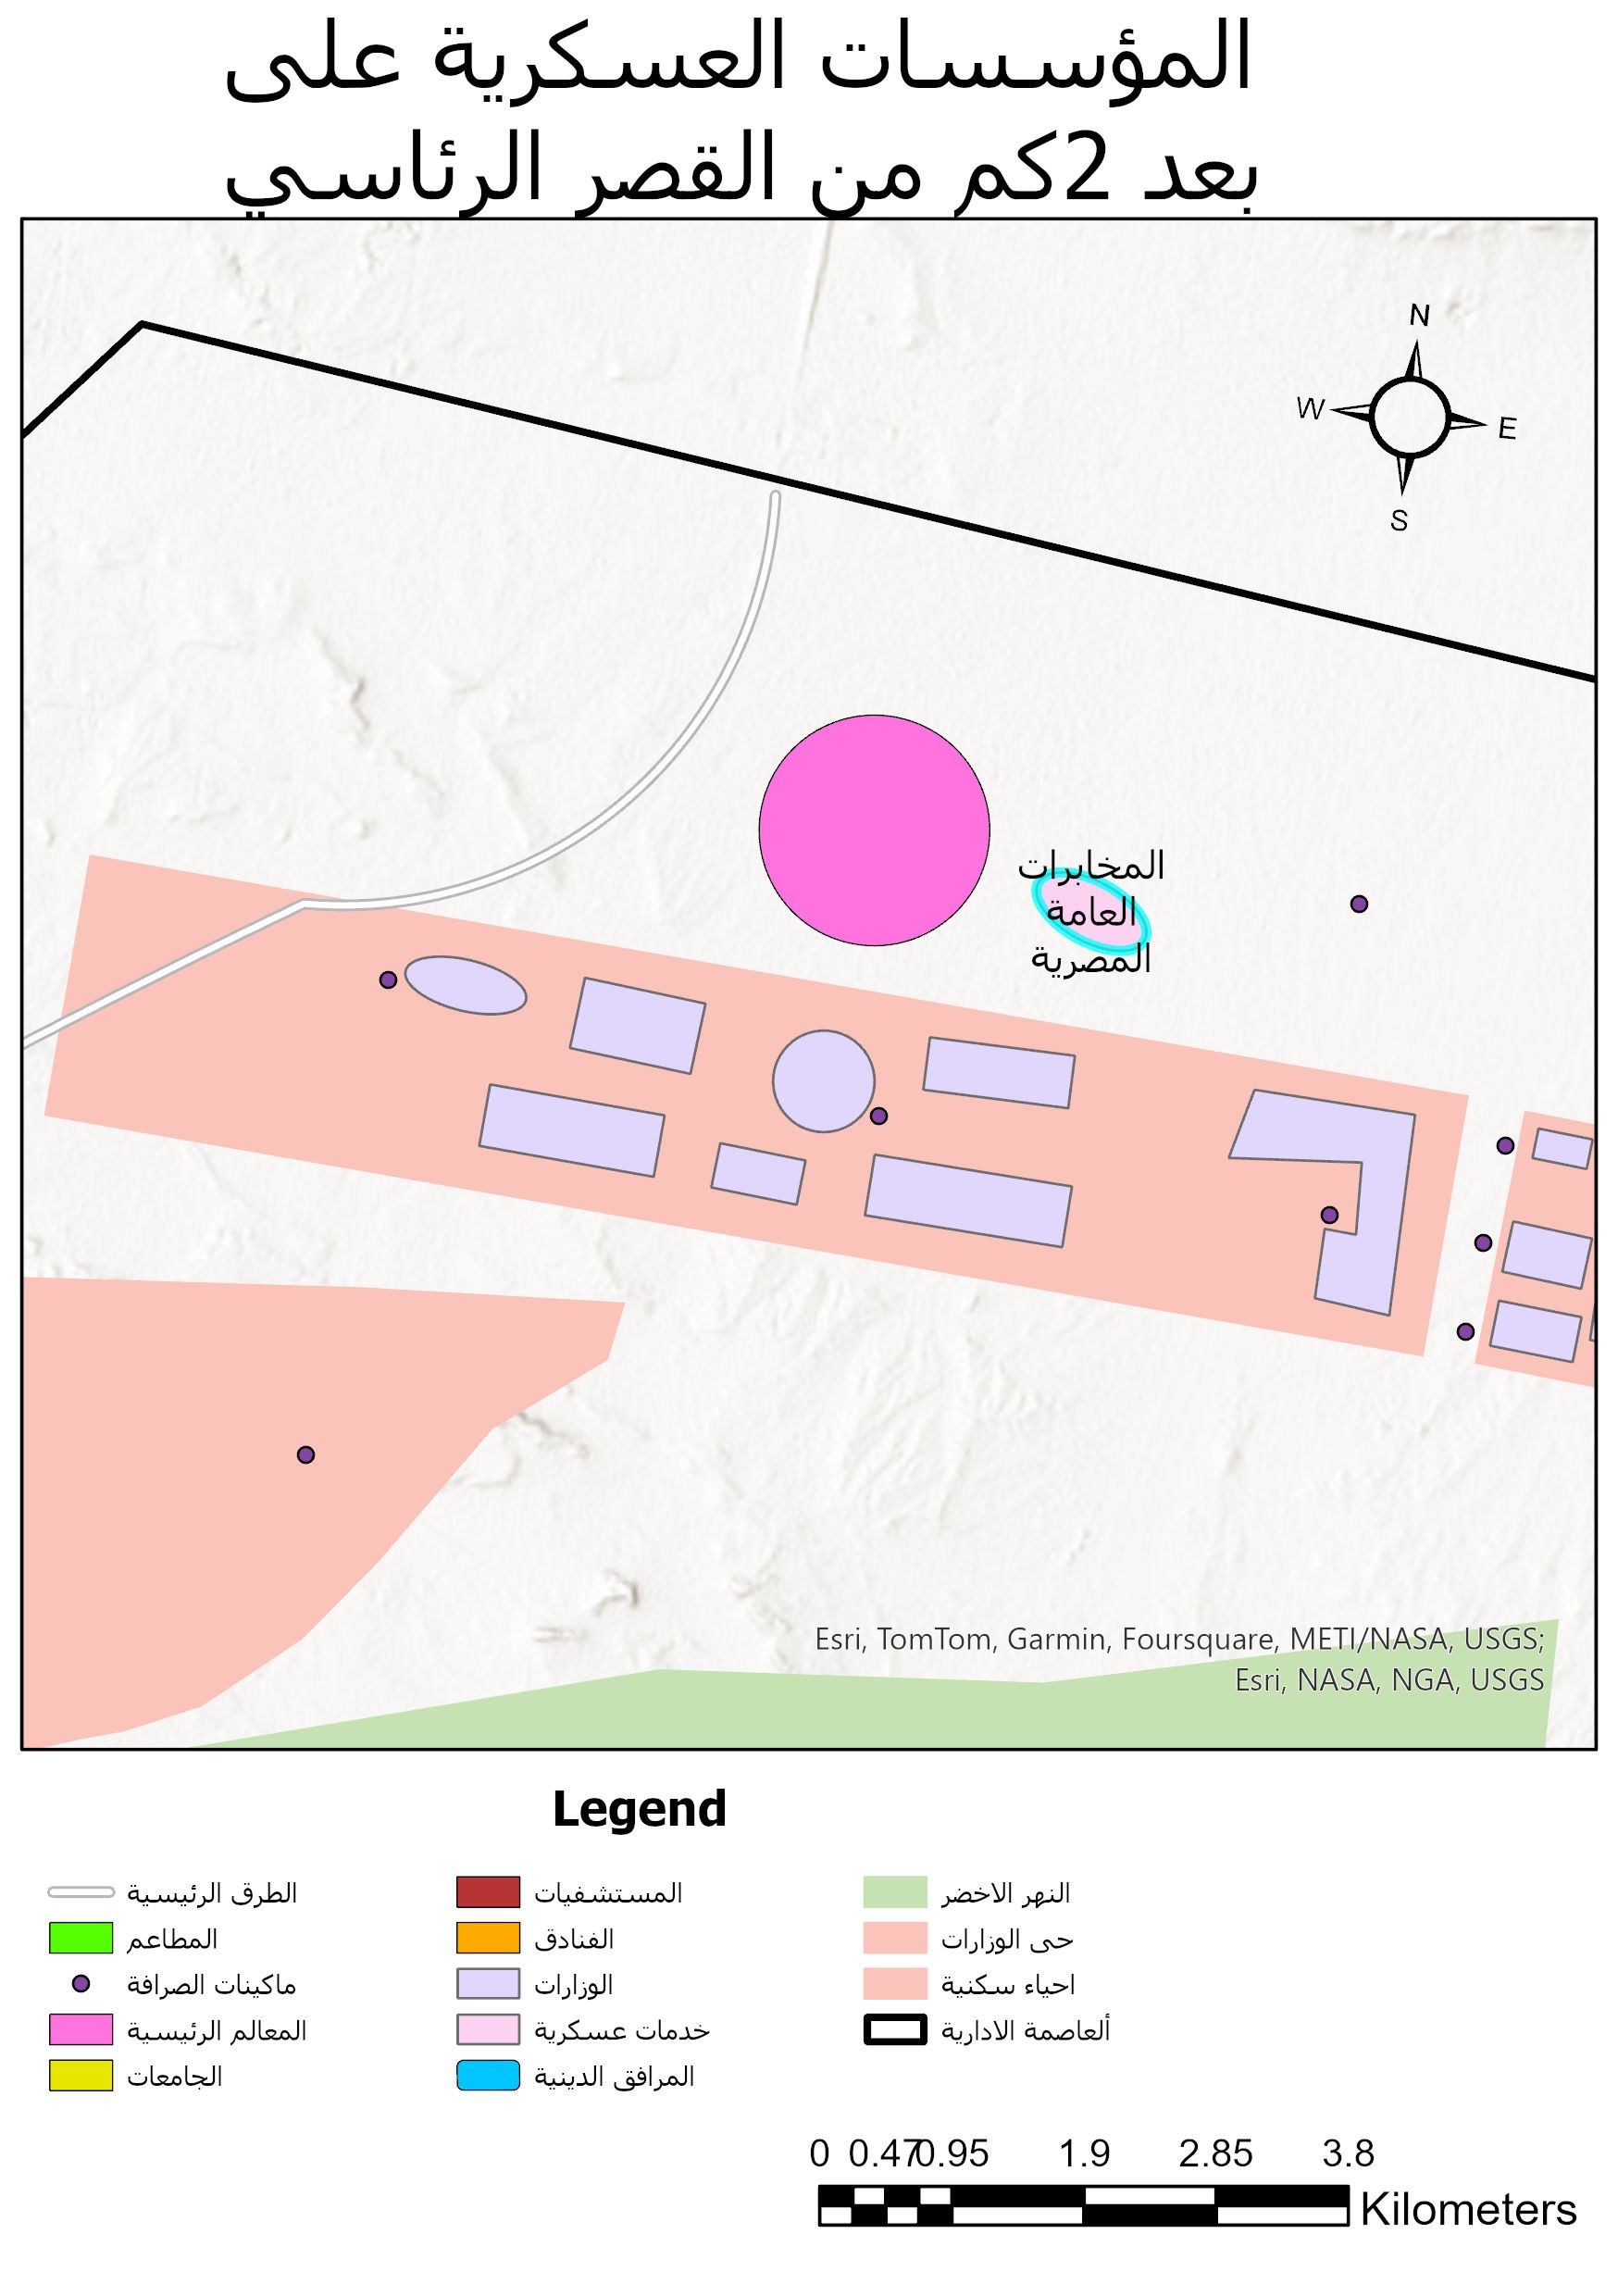 المؤسسات العسكرية على
بعد 2كم من القصر الرئاسي
N
W
E
S
المخابرات
العامة
المصرية
Esri, TomTom, Garmin, Foursquare, METI/NASA, USGS;
Esri, NASA, NGA, USGS
Legend
الطرق الرئيسية
المطاعم
ماكينات الصرافة
المعالم الرئيسية
الجامعات
المستشفيات
الفنادق
الوزارات
خدمات عسكرية
المرافق الدينية
النهر الاخضر
حى الوزارات
احياء سكنية
ألعاصمة الادارية
0 0.47 0.95 1.9 2.85 3.8
Kilometers